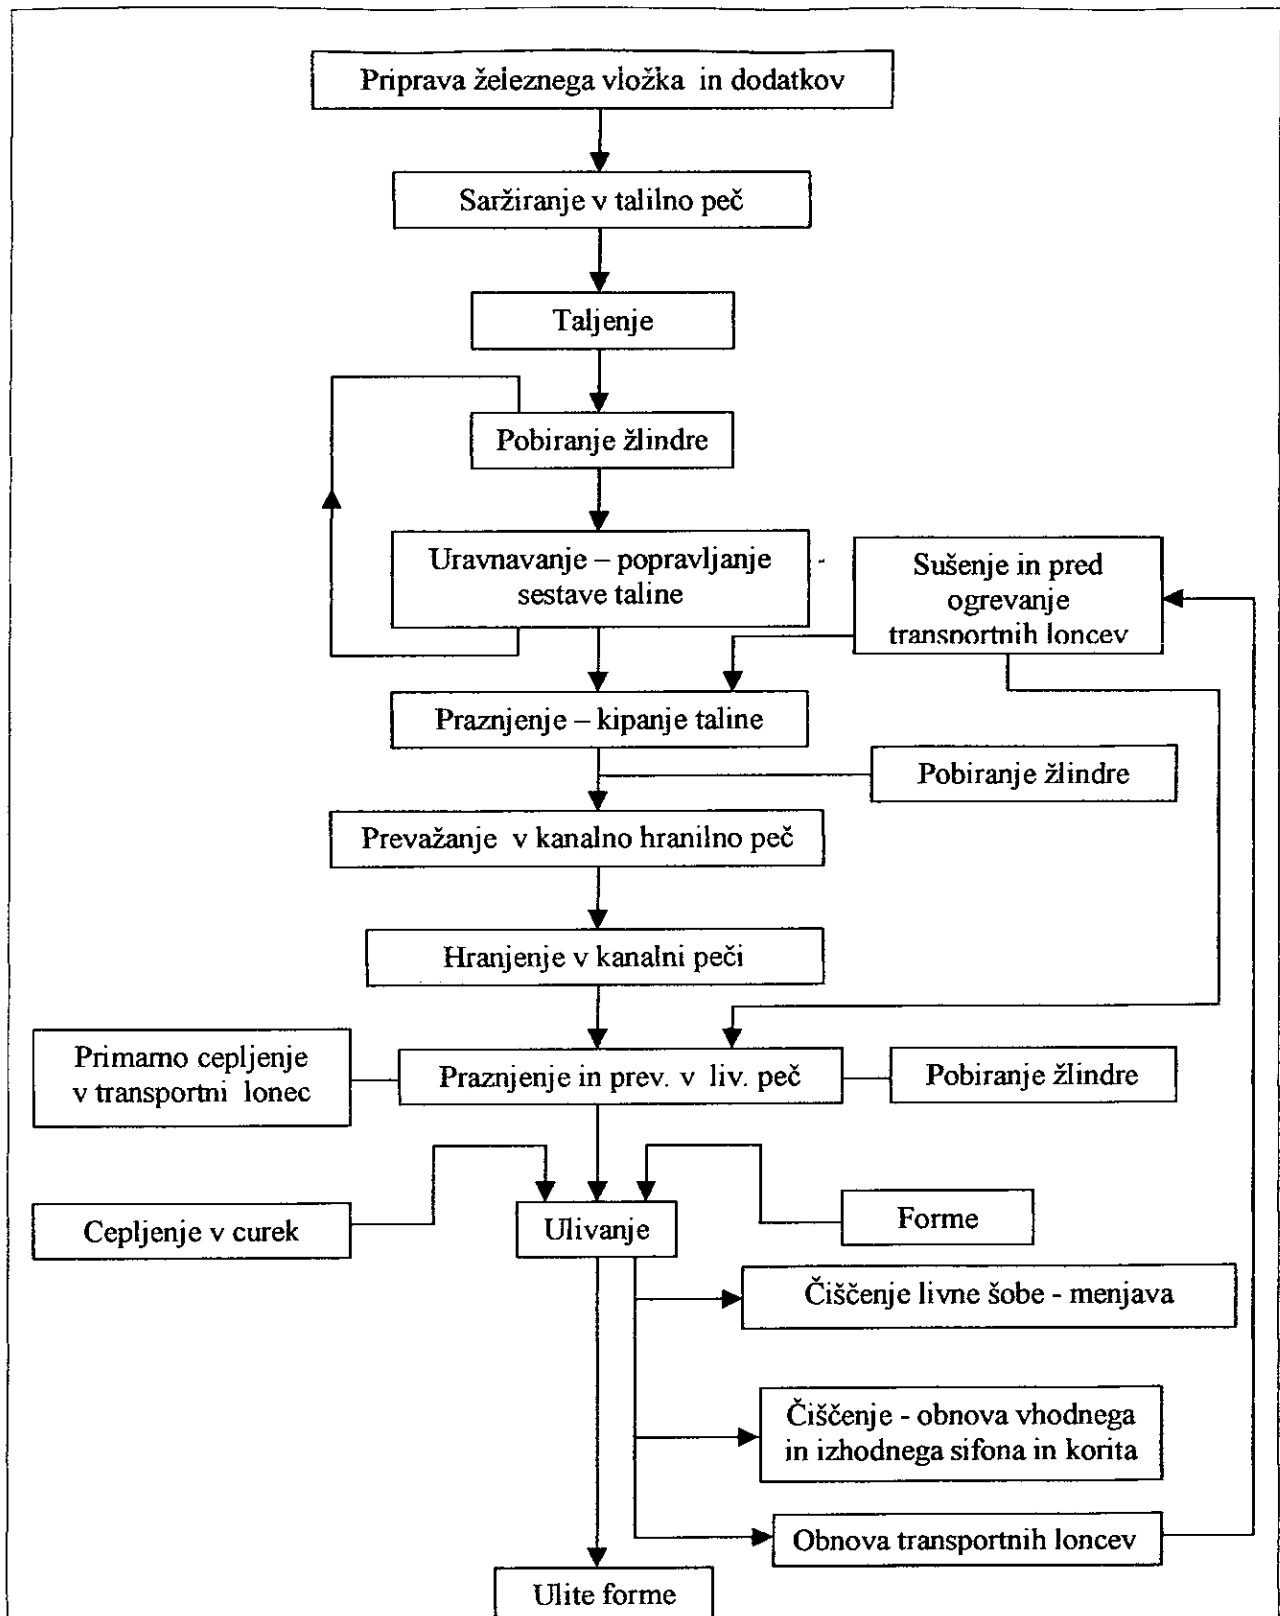 Priprava železnega vložka in dodatkov
Saržiranje v talilno peč
Taljenje
Pobiranje žlindre
Uravnavanje – popravljanje
sestave taline
Sušenje in pred
ogrevanje
transportnih loncev
Praznjenje – kipanje taline
Pobiranje žlindre
Prevažanje v kanalno hranilno peč
Hranjenje v kanalni peči
Primarno cepljenje
v transportni lonec
Praznjenje in prev. v liv. peč
Pobiranje žlindre
Cepljenje v curek
Ulivanje
Forme
Čiščenje livne šobe - menjava
Čiščenje - obnova vhodnega
in izhodnega sifona in korita
Obnova transportnih loncev
Ulite forme